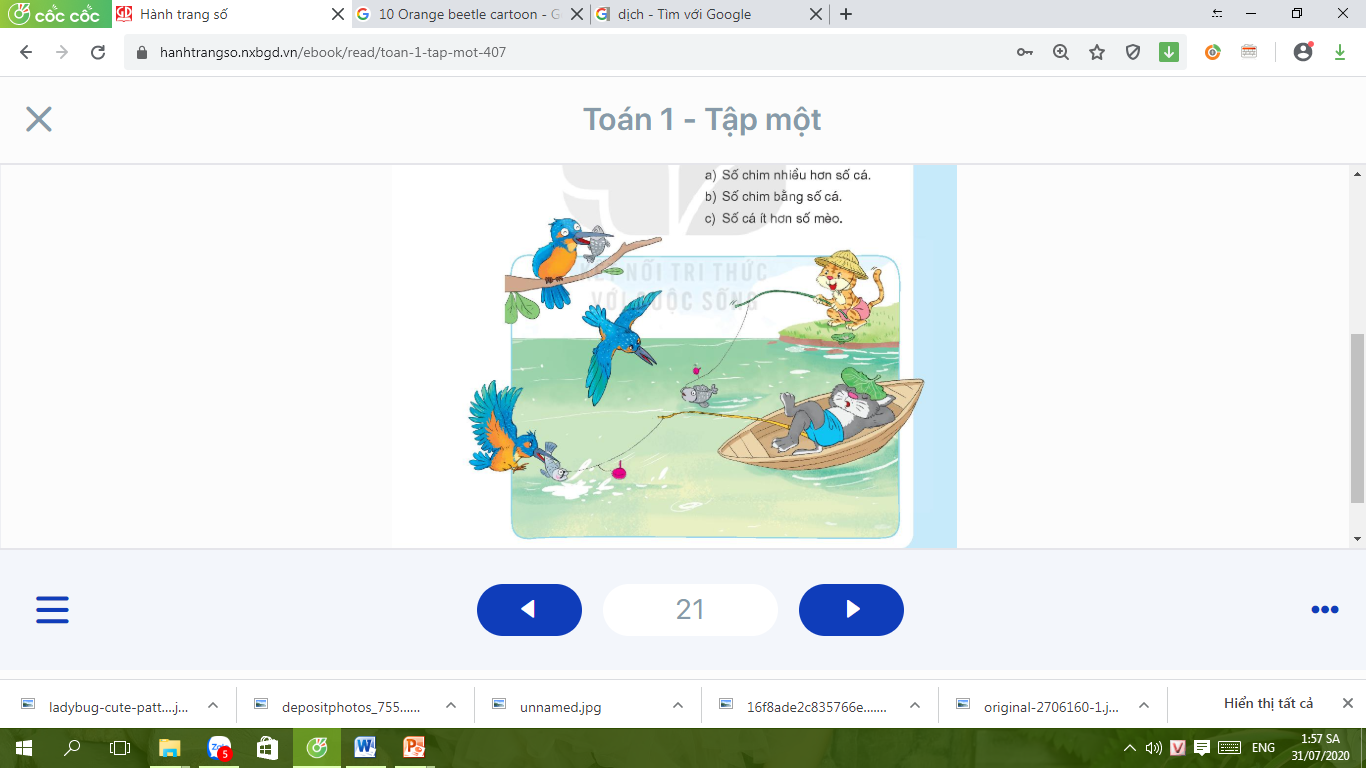 cốc cốc
Hành trang số
10 Orange beetle cartoon - G
dịch - Tìm với Google
hanhtrangso.nxbgd.vn/ebook/read/toan-1-tap-mot-407
Toán 1 - Tập một
a) Số chim nhiều hơn số cá.
b) Số chim bằng số cá.
c) Số cá ít hơn số mèo.
KẾT NỐI TRI THỨC
VỚI CUỘC SỐNG
21
ladybug-cute-patt....j...
depositphotos_755......
unnamed.jpg
16f8ade2c835766e.......
original-2706160-1.j...
Hiển thị tất cả
Zalo
5
ENG
1:57 SA
31/07/2020